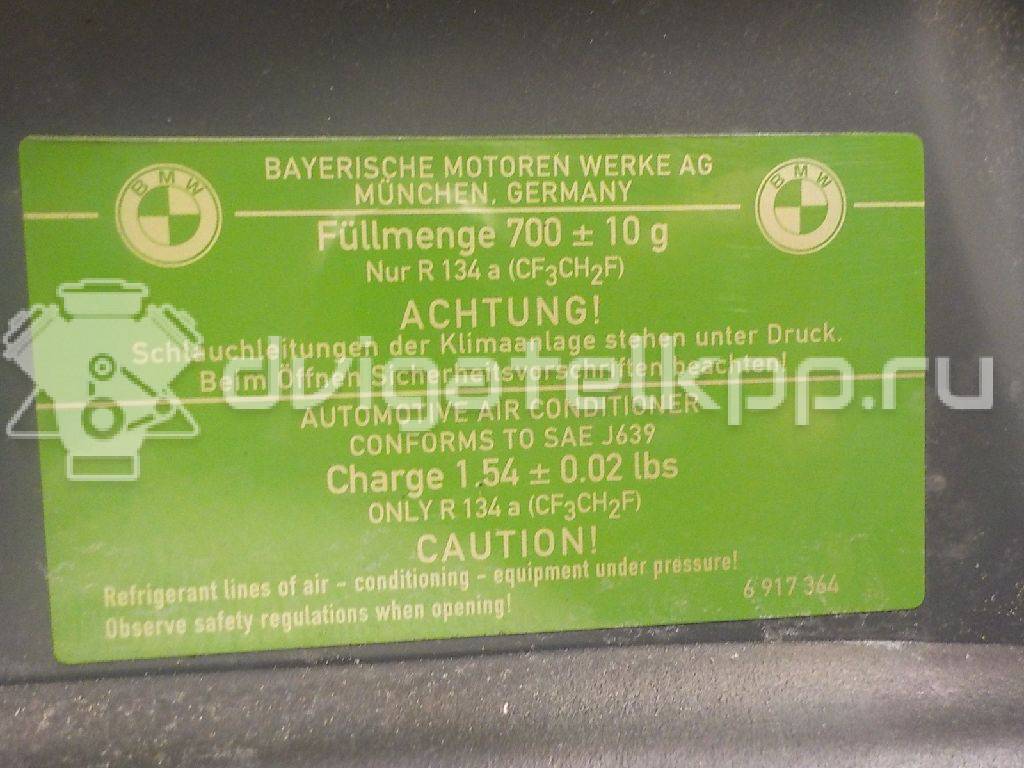 BAYERISCHE MOTOREN WERKE AG
MÜNCHEN, GERMANY
BMW
BMW
Füllmenge 700 ± 10 g
Nur R 134 a (CF₃CH₂F)
ACHTUNG!
Schlauchleitungen der Klimaanlage stehen unter Druck.
Beim Öffnen Sicherheitsvorschriften beachten!
dvigatelkpp.ru
AUTOMOTIVE AIR CONDITIONER
CONFORMS TO SAE J639
Charge 1.54 ± 0.02 lbs
ONLY R 134 a (CF₃CH₂F)
CAUTION!
Refrigerant lines of air - conditioning - equipment under pressure!
Observe safety regulations when opening!
6 917 364